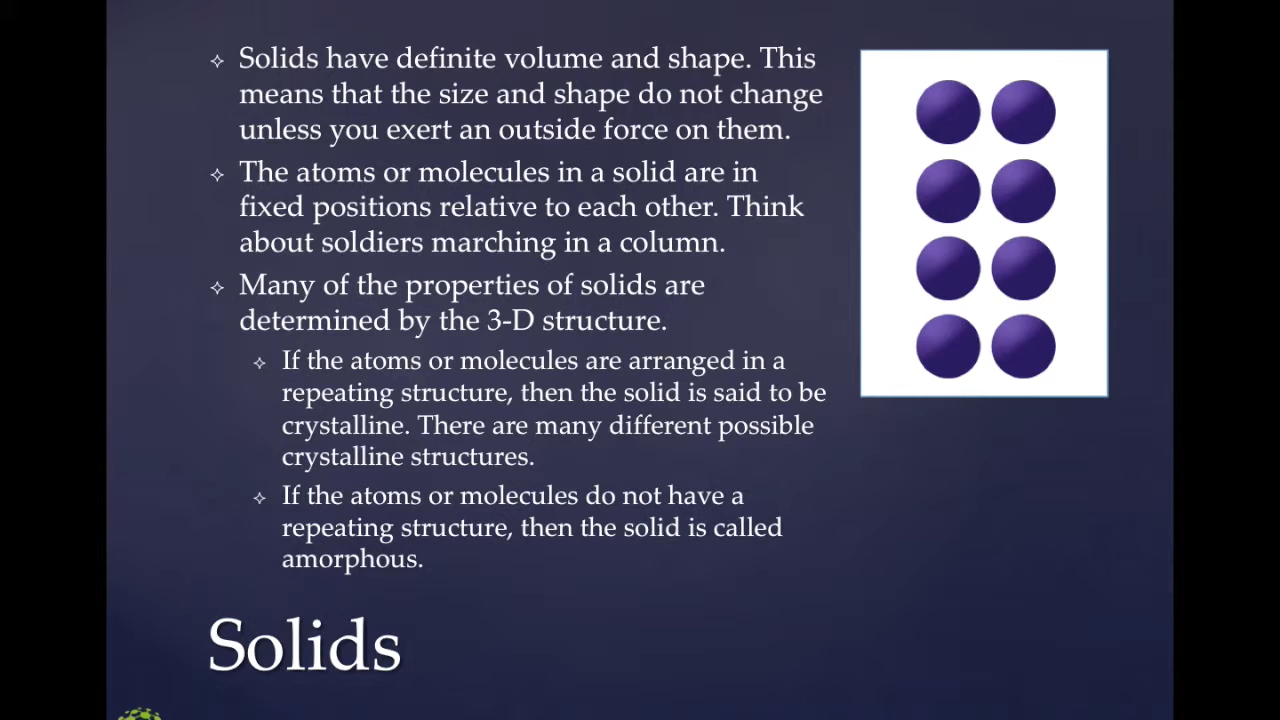 Solids have definite volume and shape. This
means that the size and shape do not change
unless you exert an outside force on them.
The atoms or molecules in a solid are in
fixed positions relative to each other. Think
about soldiers marching in a column.
Many of the properties of solids are
determined by the 3-D structure.
If the atoms or molecules are arranged in a
repeating structure, then the solid is said to be
crystalline. There are many different possible
crystalline structures.
If the atoms or molecules do not have a
repeating structure, then the solid is called
amorphous.
Solids